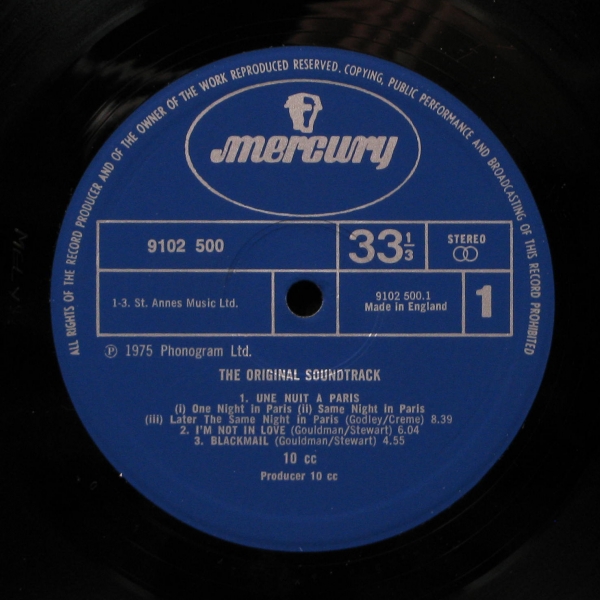 ALL RIGHTS OF THE RECORD PRODUCER AND OF THE OWNER OF THE WORK REPRODUCED RESERVED. COPYING, PUBLIC PERFORMANCE AND BROADCASTING OF THIS RECORD PROHIBITED
mercury
9102 500
33 1/3
STEREO
1-3. St. Annes Music Ltd.
9102 500.1
Made in England
1
Ⓟ 1975 Phonogram Ltd.
THE ORIGINAL SOUNDTRACK
1. UNE NUIT A PARIS
(i) One Night in Paris (ii) Same Night in Paris
(iii) Later The Same Night in Paris (Godley/Creme) 8.39
2. I'M NOT IN LOVE (Gouldman/Stewart) 6.04
3. BLACKMAIL (Gouldman/Stewart) 4.55
10 cc
Producer 10 cc